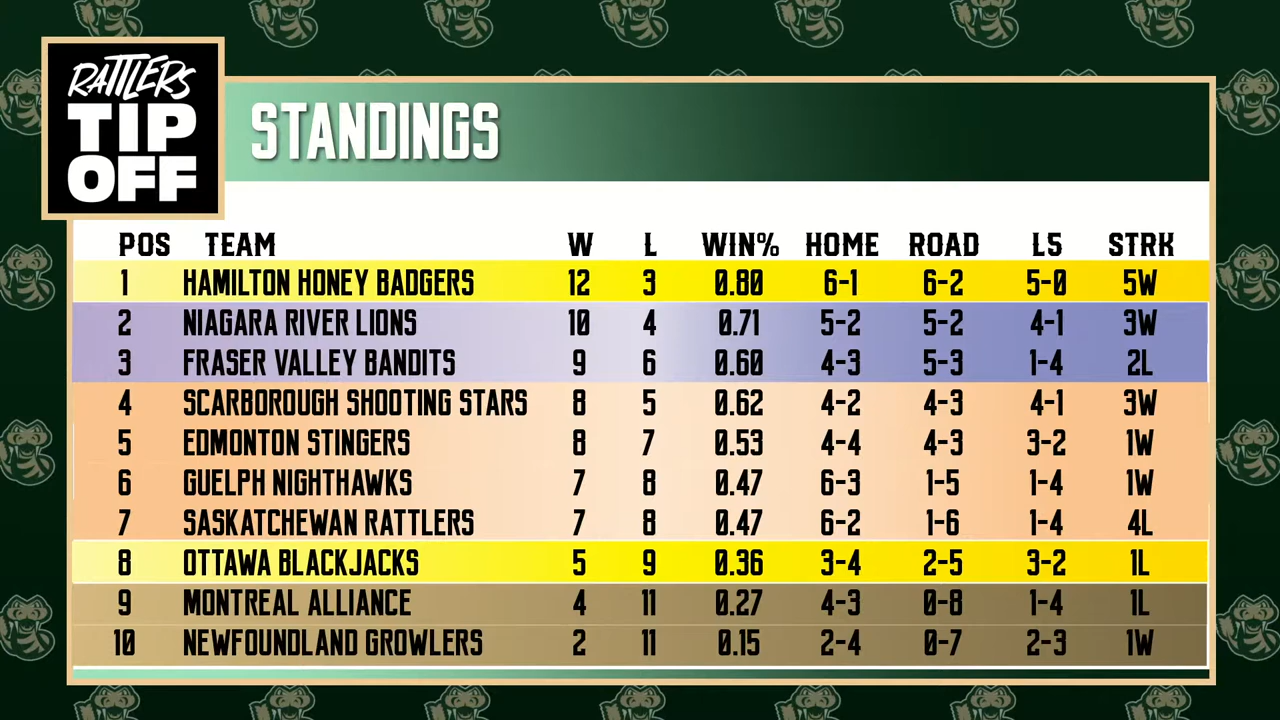 RATTLERS
TIP
OFF
STANDINGS
POS TEAM W L WIN% HOME ROAD L5 STRK
1 HAMILTON HONEY BADGERS 12 3 0.80 6-1 6-2 5-0 5W
2 NIAGARA RIVER LIONS 10 4 0.71 5-2 5-2 4-1 3W
3 FRASER VALLEY BANDITS 9 6 0.60 4-3 5-3 1-4 2L
4 SCARBOROUGH SHOOTING STARS 8 5 0.62 4-2 4-3 4-1 3W
5 EDMONTON STINGERS 8 7 0.53 4-4 4-3 3-2 1W
6 GUELPH NIGHTHAWKS 7 8 0.47 6-3 1-5 1-4 1W
7 SASKATCHEWAN RATTLERS 7 8 0.47 6-2 1-6 1-4 4L
8 OTTAWA BLACKJACKS 5 9 0.36 3-4 2-5 3-2 1L
9 MONTREAL ALLIANCE 4 11 0.27 4-3 0-8 1-4 1L
10 NEWFOUNDLAND GROWLERS 2 11 0.15 2-4 0-7 2-3 1W